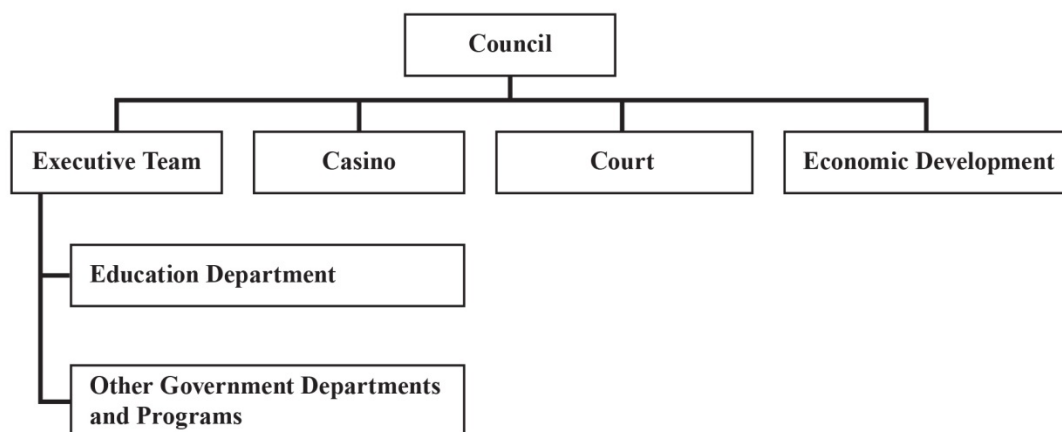 Council
Executive Team
Casino
Court
Economic Development
Education Department
Other Government Departments
and Programs